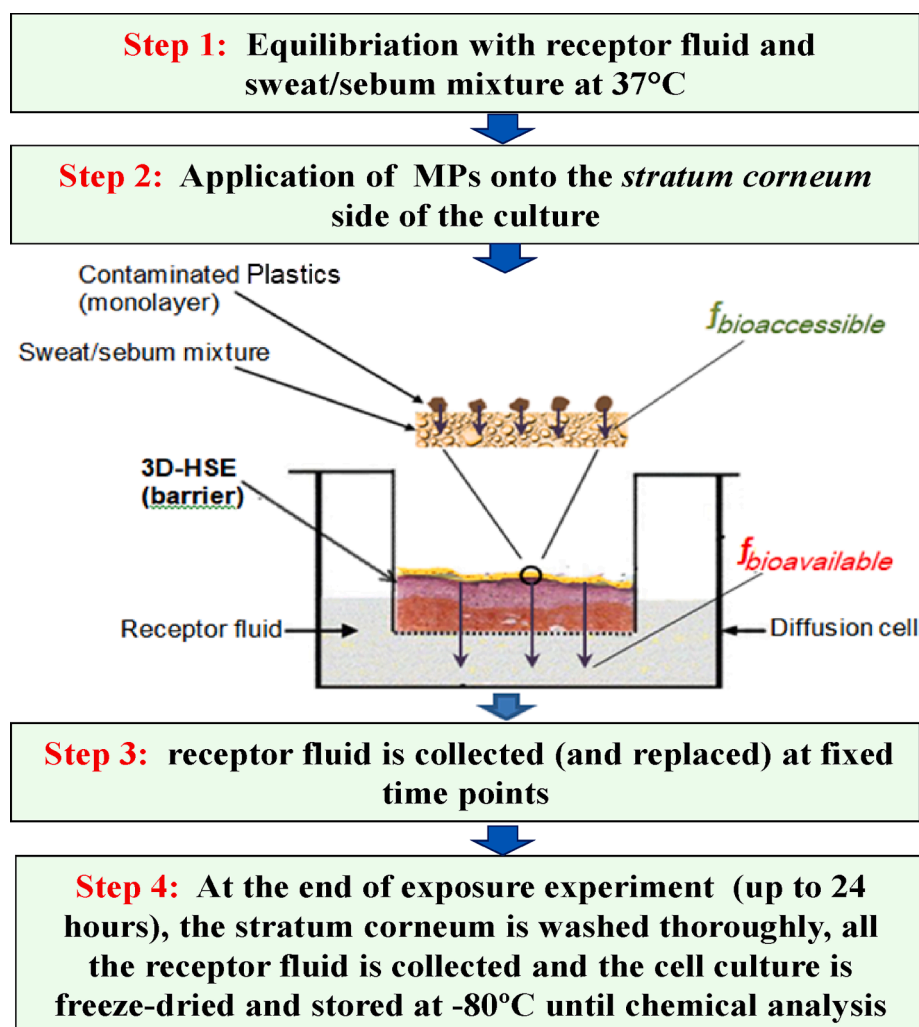 Step 1: Equilibriation with receptor fluid and
sweat/sebum mixture at 37°C
Step 2: Application of MPs onto the stratum corneum
side of the culture
Contaminated Plastics
(monolayer)
Sweat/sebum mixture
fbioaccessible
3D-HSE
(barrier)
fbioavailable
Receptor fluid
Diffusion cell
Step 3: receptor fluid is collected (and replaced) at fixed
time points
Step 4: At the end of exposure experiment (up to 24
hours), the stratum corneum is washed thoroughly, all
the receptor fluid is collected and the cell culture is
freeze-dried and stored at -80ºC until chemical analysis